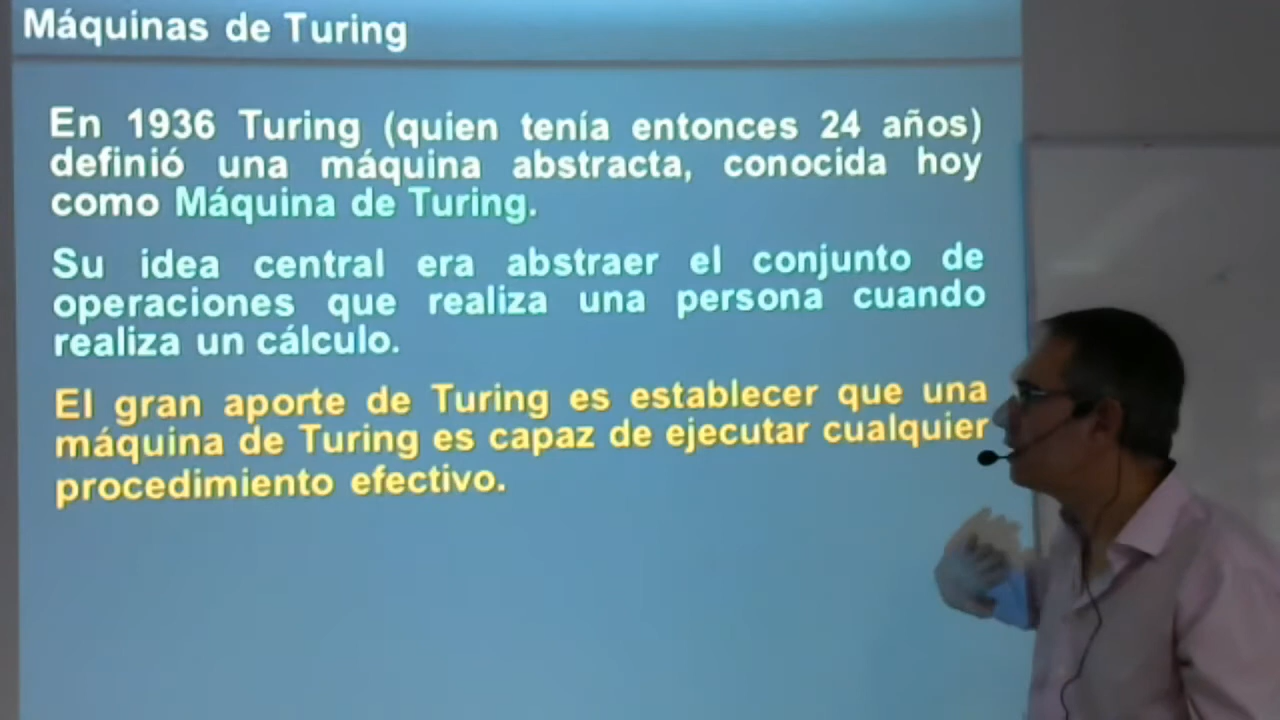 Máquinas de Turing
En 1936 Turing (quien tenía entonces 24 años)
definió una máquina abstracta, conocida hoy
como Máquina de Turing.
Su idea central era abstraer el conjunto de
operaciones que realiza una persona cuando
realiza un cálculo.
El gran aporte de Turing es establecer que una
máquina de Turing es capaz de ejecutar cualquier
procedimiento efectivo.